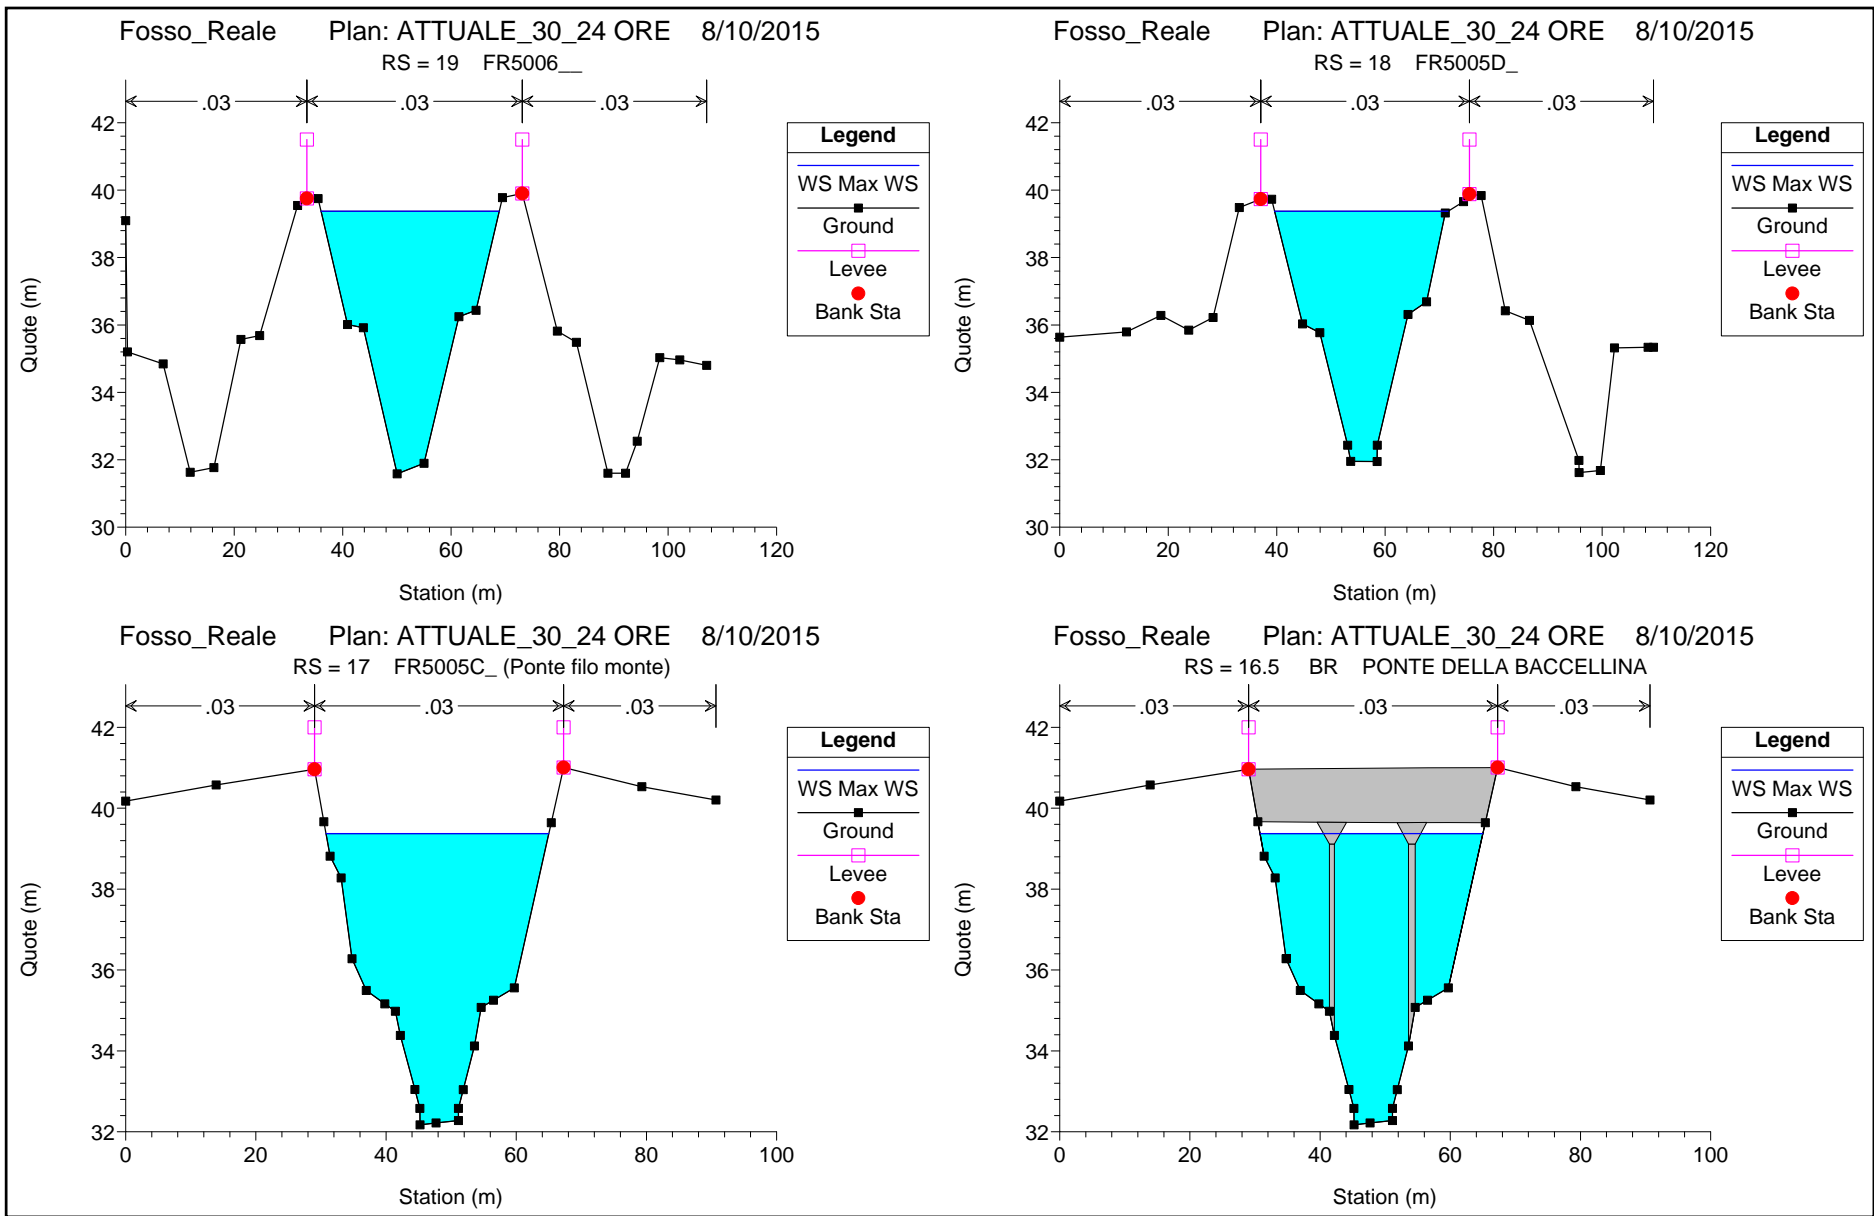 Fosso_Reale Plan: ATTUALE_30_24 ORE 8/10/2015
RS = 19 FR5006__
.03 .03 .03
42
40
38
36
34
32
30
0 20 40 60 80 100 120
Station (m)
Quote (m)
Legend
WS Max WS
Ground
Levee
Bank Sta
Fosso_Reale Plan: ATTUALE_30_24 ORE 8/10/2015
RS = 18 FR5005D_
.03 .03 .03
42
40
38
36
34
32
30
0 20 40 60 80 100 120
Station (m)
Quote (m)
Legend
WS Max WS
Ground
Levee
Bank Sta
Fosso_Reale Plan: ATTUALE_30_24 ORE 8/10/2015
RS = 17 FR5005C_ (Ponte filo monte)
.03 .03 .03
42
40
38
36
34
32
0 20 40 60 80 100
Station (m)
Quote (m)
Legend
WS Max WS
Ground
Levee
Bank Sta
Fosso_Reale Plan: ATTUALE_30_24 ORE 8/10/2015
RS = 16.5 BR PONTE DELLA BACCELLINA
.03 .03 .03
42
40
38
36
34
32
0 20 40 60 80 100
Station (m)
Quote (m)
Legend
WS Max WS
Ground
Levee
Bank Sta